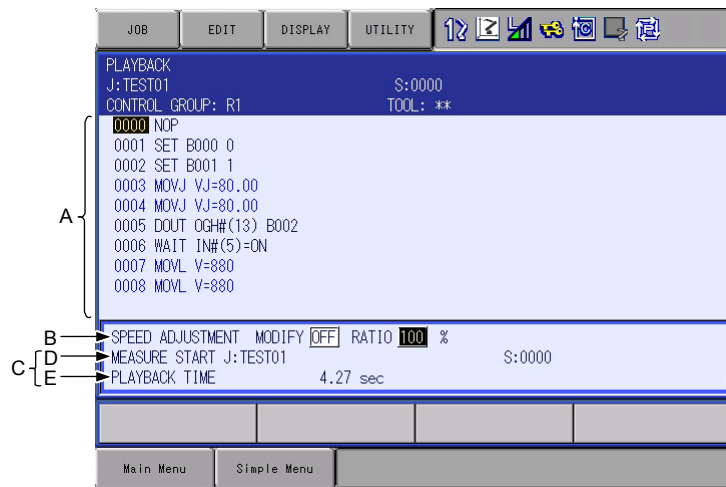 JOB EDIT DISPLAY UTILITY
PLAYBACK
J:TEST01 S:0000
CONTROL GROUP: R1 TOOL: **
0000 NOP
0001 SET B000 0
0002 SET B001 1
0003 MOVJ VJ=80.00
0004 MOVJ VJ=80.00
0005 DOUT OGH#(13) B002
0006 WAIT IN#(5)=ON
0007 MOVL V=880
0008 MOVL V=880
A
B SPEED ADJUSTMENT MODIFY OFF RATIO 100 %
C
D MEASURE START J:TEST01 S:0000
E PLAYBACK TIME 4.27 sec
Main Menu Simple Menu